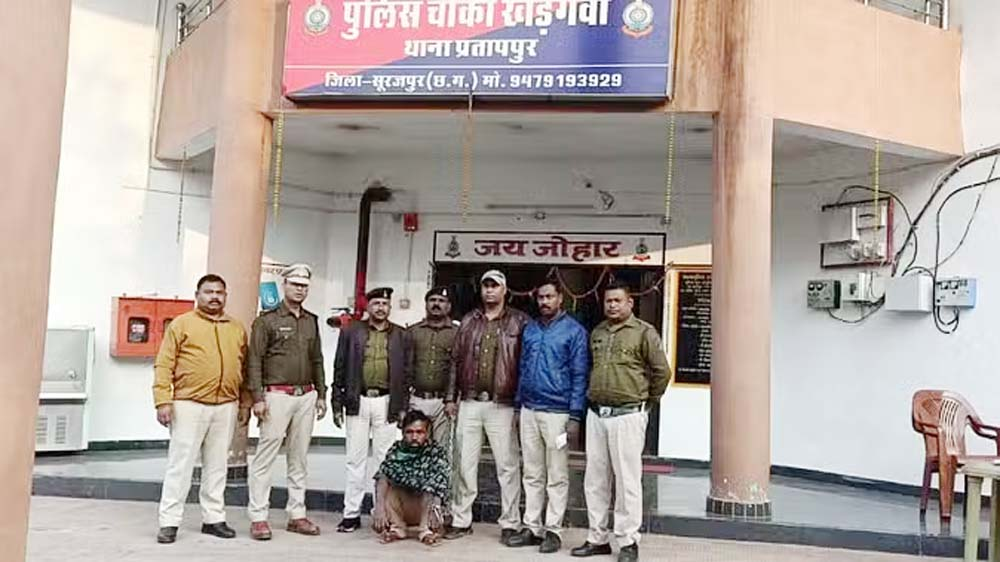 पुलिस चौकी खड़गवां
थाना प्रतापपुर
जिला–सूरजपुर (छ.ग.) मो. 9479193929
जय जोहार